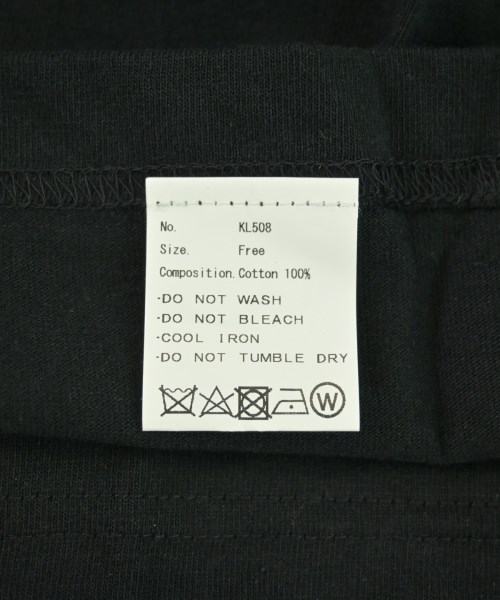 No. KL508
Size. Free
Composition. Cotton 100%
·DO NOT WASH
·DO NOT BLEACH
·COOL IRON
·DO NOT TUMBLE DRY
W